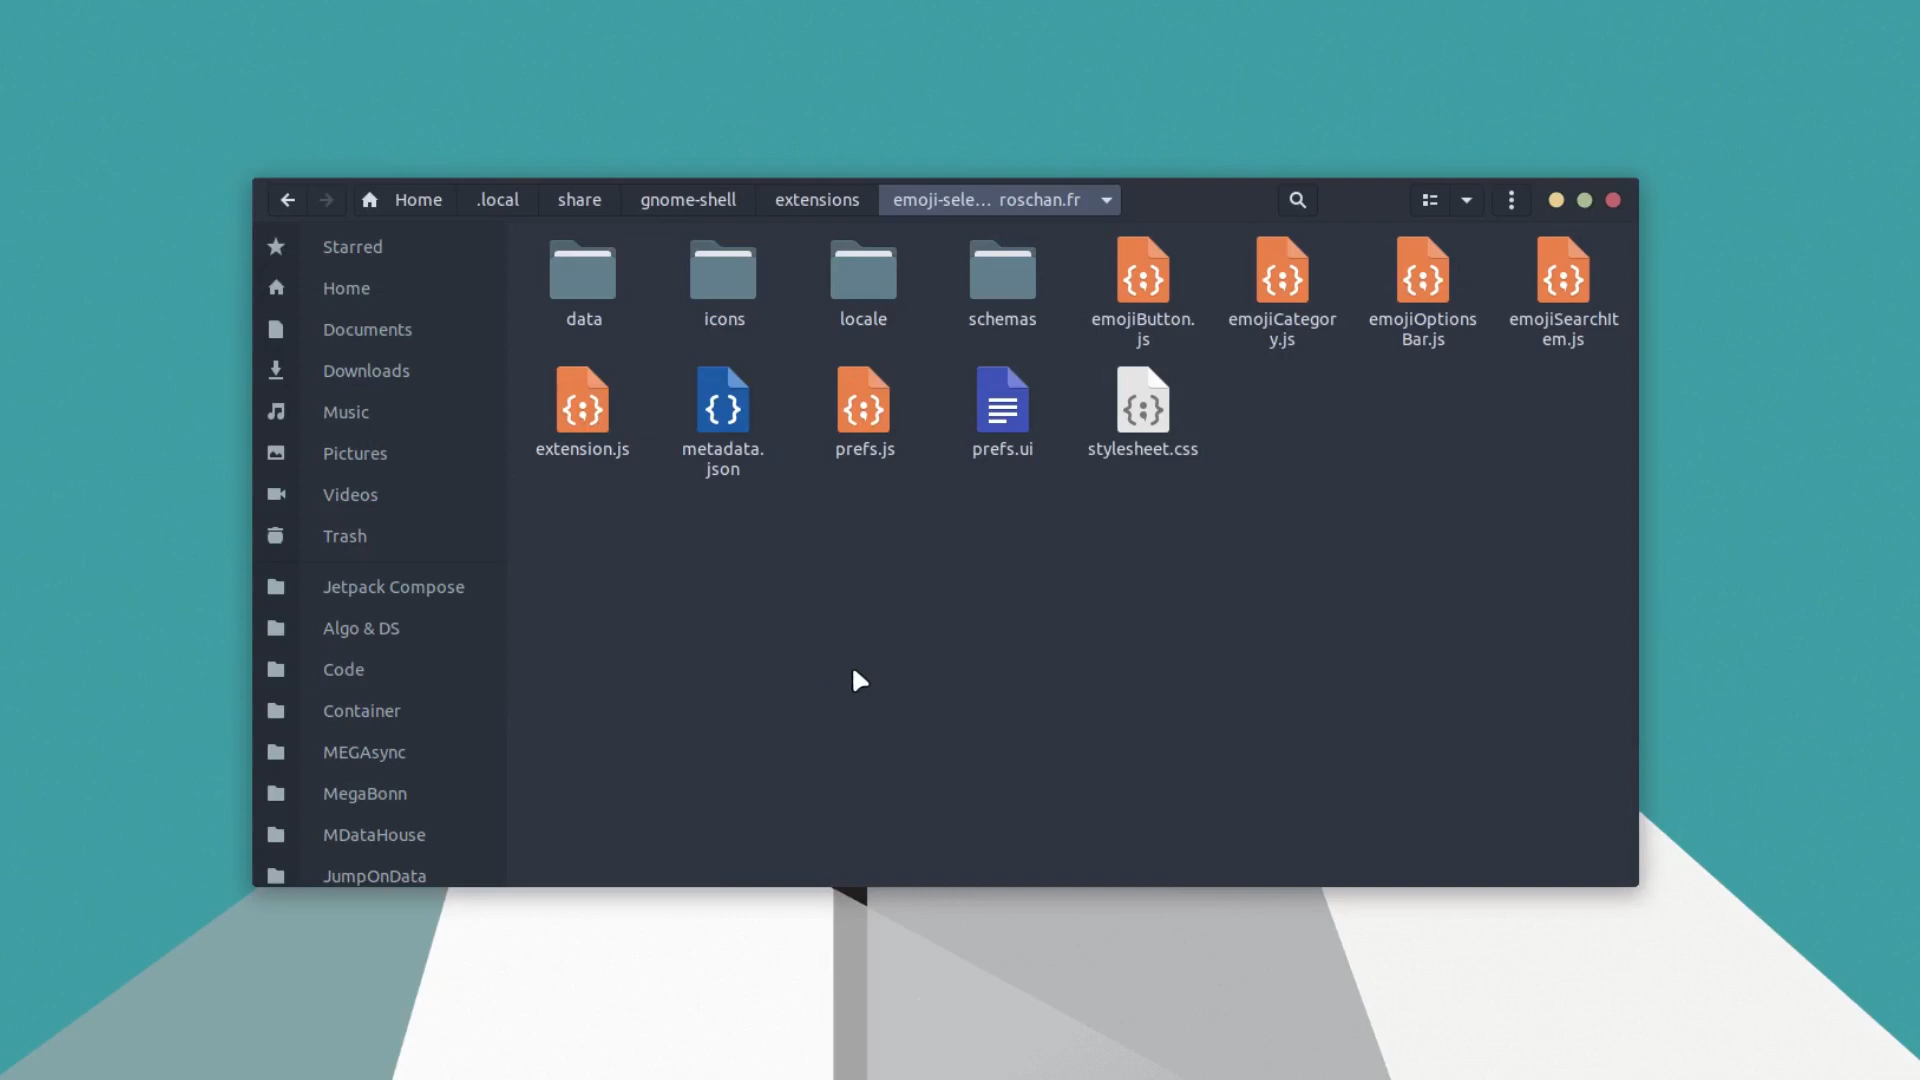 Home .local share gnome-shell extensions emoji-sele... roschan.fr
Starred
Home
Documents
Downloads
Music
Pictures
Videos
Trash
Jetpack Compose
Algo & DS
Code
Container
MEGAsync
MegaBonn
MDataHouse
JumpOnData
data icons locale schemas emojiButton. emojiCategor emojiOptions emojiSearchIt
js y.js Bar.js em.js
extension.js metadata. prefs.js prefs.ui stylesheet.css
json